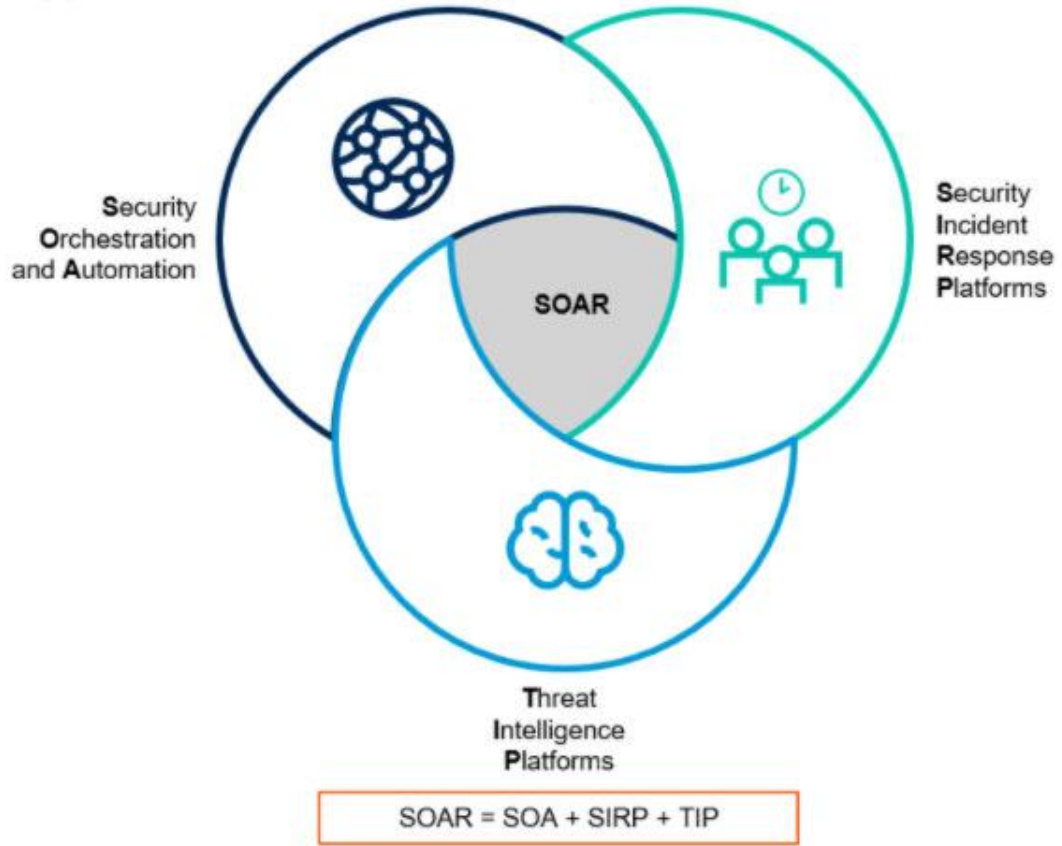 Security
Orchestration
and Automation
SOAR
Security
Incident
Response
Platforms
Threat
Intelligence
Platforms
SOAR = SOA + SIRP + TIP